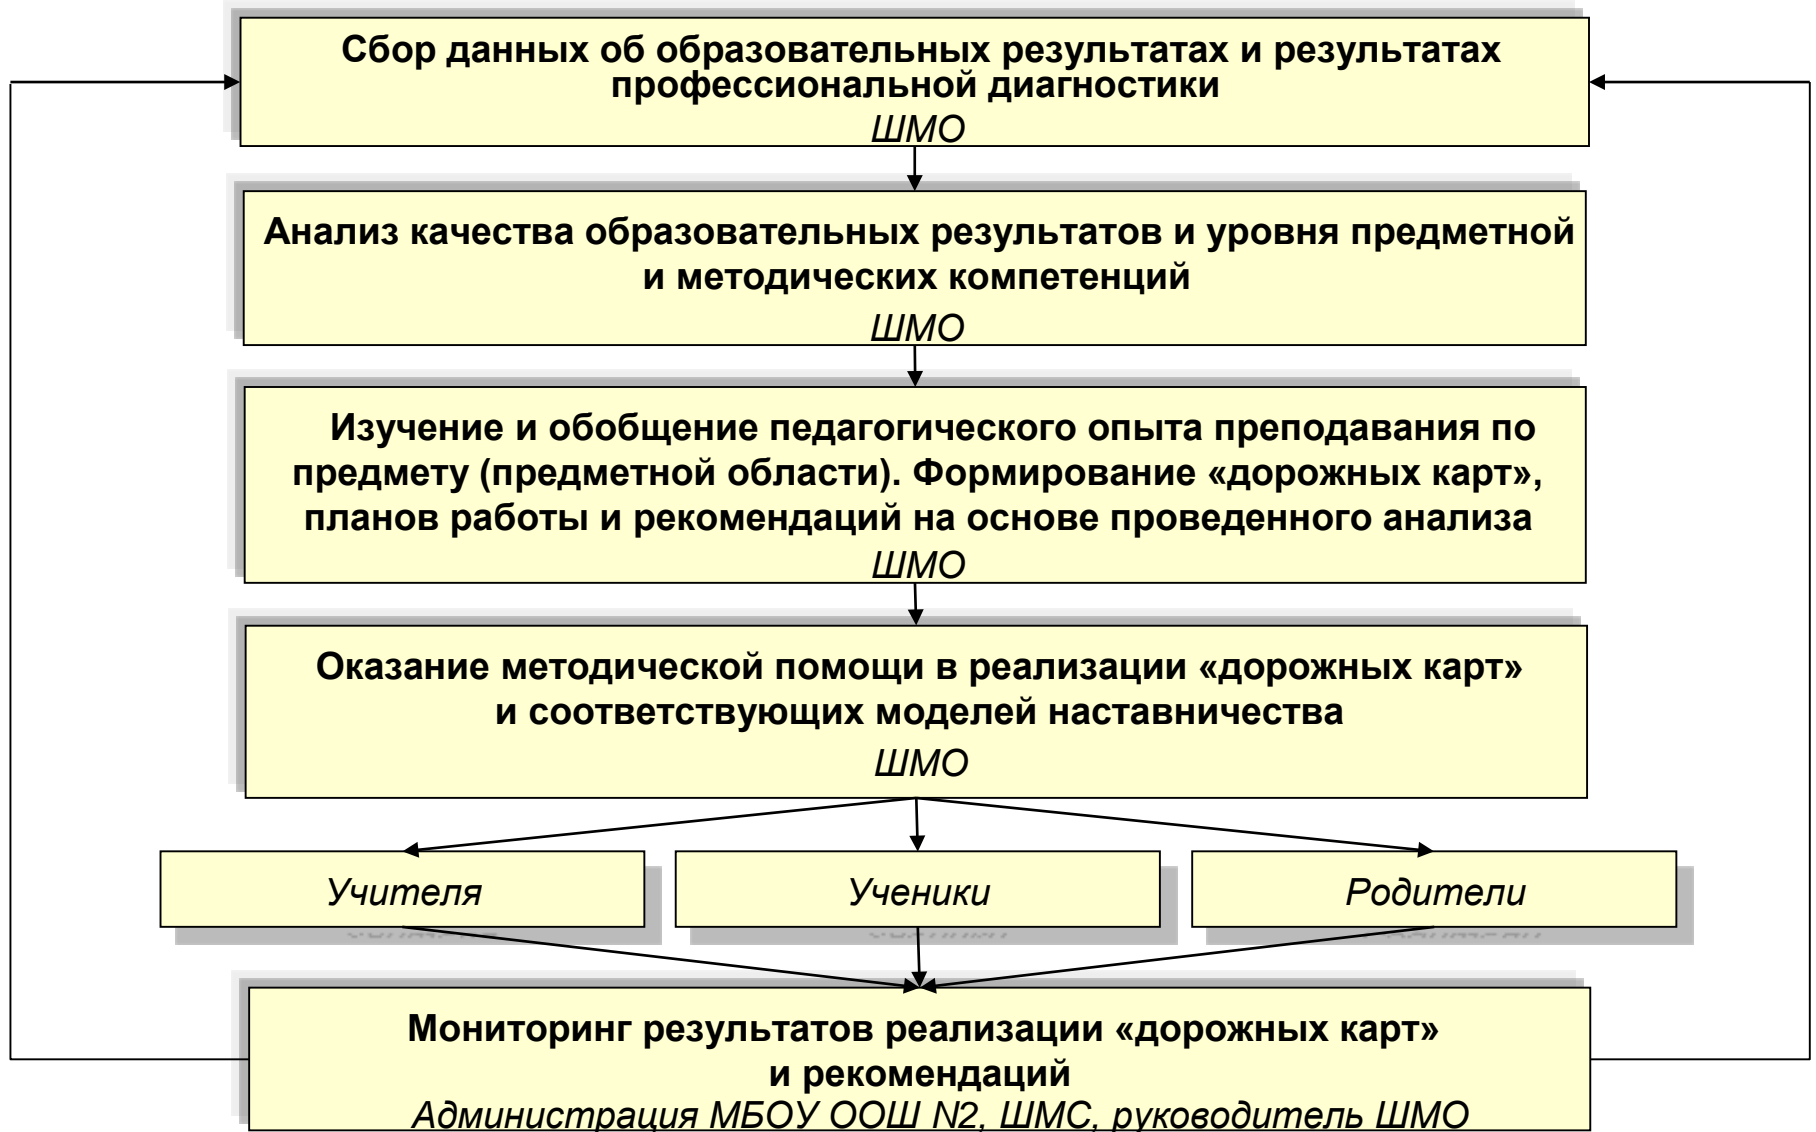 Сбор данных об образовательных результатах и результатах
профессиональной диагностики
ШМО
Анализ качества образовательных результатов и уровня предметной
и методических компетенций
ШМО
Изучение и обобщение педагогического опыта преподавания по
предмету (предметной области). Формирование «дорожных карт»,
планов работы и рекомендаций на основе проведенного анализа
ШМО
Оказание методической помощи в реализации «дорожных карт»
и соответствующих моделей наставничества
ШМО
Учителя
Ученики
Родители
Мониторинг результатов реализации «дорожных карт»
и рекомендаций
Администрация МБОУ ООШ N2, ШМС, руководитель ШМО